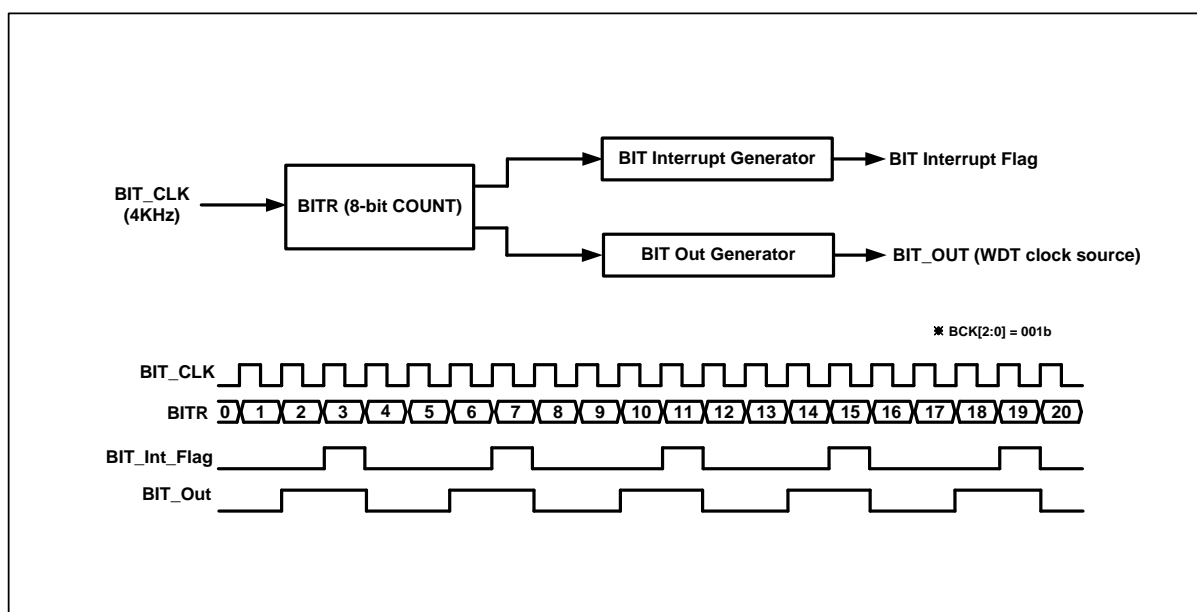 BIT Interrupt Generator
BIT Interrupt Flag
BIT_CLK
(4KHz)
BITR (8-bit COUNT)
BIT Out Generator
BIT_OUT (WDT clock source)
※ BCK[2:0] = 001b
BIT_CLK
BITR 0 1 2 3 4 5 6 7 8 9 10 11 12 13 14 15 16 17 18 19 20
BIT_Int_Flag
BIT_Out